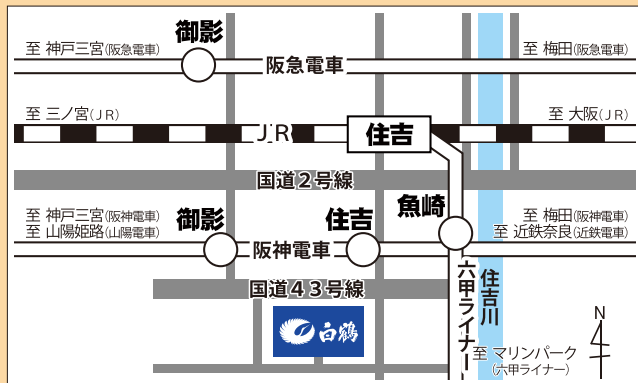 御影
至 神戸三宮(阪急電車)
阪急電車
至 梅田(阪急電車)
至 三ノ宮(JR)
至 大阪(JR)
JR
住吉
国道2号線
魚崎
至 神戸三宮(阪神電車)
至 山陽姫路(山陽電車)
御影
住吉
至 梅田(阪神電車)
至 近鉄奈良(近鉄電車)
阪神電車
国道43号線
六甲ライナー
住吉川
白鶴
N
至 マリンパーク
(六甲ライナー)